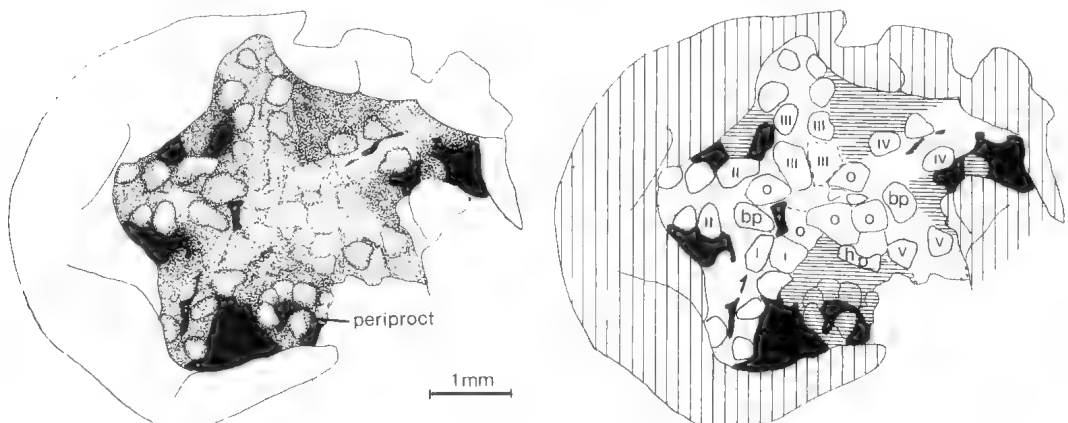 periproct
1mm
III III
III III IV IV
II O
bp O O O bp
II O
I hp V V
1